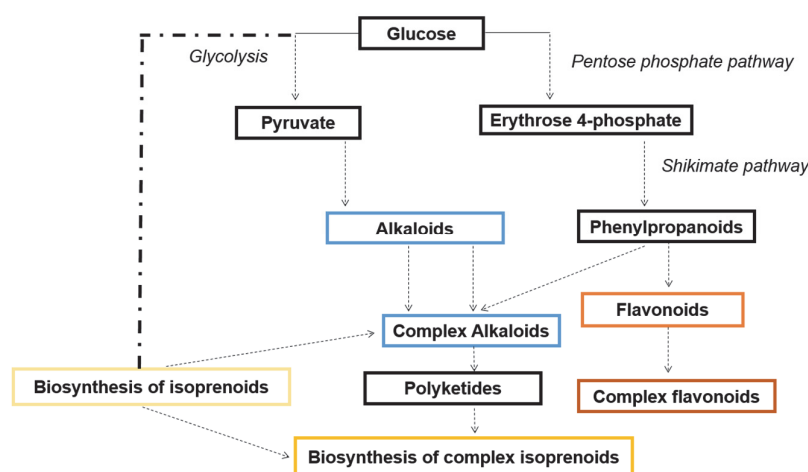 Glucose
Glycolysis
Pentose phosphate pathway
Pyruvate
Erythrose 4-phosphate
Shikimate pathway
Alkaloids
Phenylpropanoids
Flavonoids
Complex Alkaloids
Biosynthesis of isoprenoids
Polyketides
Complex flavonoids
Biosynthesis of complex isoprenoids